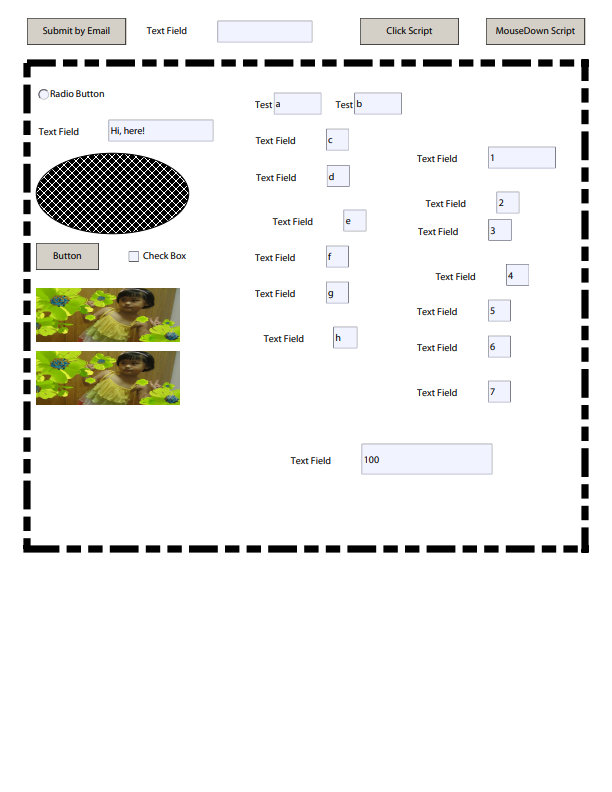 Submit by Email Text Field Click Script MouseDown Script
Radio Button
Text Field Hi, here!
Button Check Box
Test a Test b
Text Field c
Text Field d
Text Field e
Text Field f
Text Field g
Text Field h
Text Field 1
Text Field 2
Text Field 3
Text Field 4
Text Field 5
Text Field 6
Text Field 7
Text Field 100